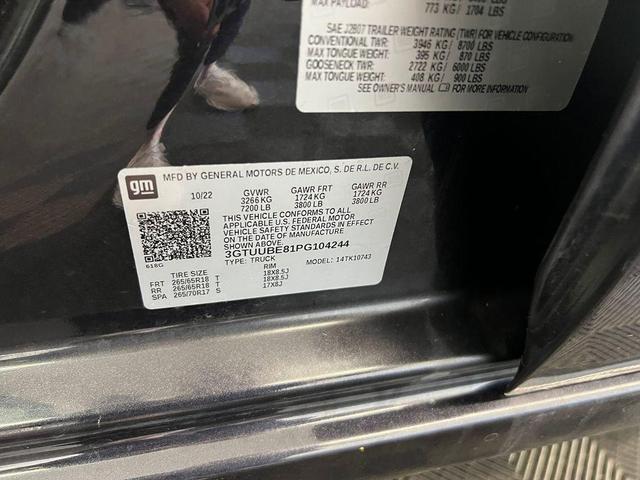 MAX PAYLOAD:
773 KG / 1704 LBS
SAE J2807 TRAILER WEIGHT RATING (TWR) FOR VEHICLE CONFIGURATION
CONVENTIONAL TWR: 3946 KG / 8700 LBS
MAX TONGUE WEIGHT: 395 KG / 870 LBS
GOOSENECK TWR: 2722 KG / 6000 LBS
MAX TONGUE WEIGHT: 408 KG / 900 LBS
SEE OWNER'S MANUAL FOR MORE INFORMATION
gm
MFD BY GENERAL MOTORS DE MEXICO, S. DE R.L. DE C.V.
10/22 GVWR GAWR FRT GAWR RR
3266 KG 1724 KG 1724 KG
7200 LB 3800 LB 3800 LB
THIS VEHICLE CONFORMS TO ALL
APPLICABLE U.S. FEDERAL MOTOR
VEHICLE SAFETY STANDARDS IN EFFECT
ON THE DATE OF MANUFACTURE
SHOWN ABOVE.
3GTUUBE81PG104244
618G TYPE: TRUCK MODEL: 14TK10743
TIRE SIZE RIM
FRT 265/65R18 T 18X8.5J
RR 265/65R18 T 18X8.5J
SPA 265/70R17 S 17X8J